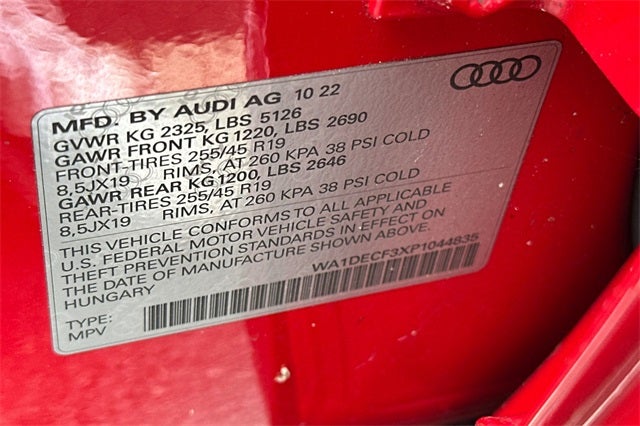 MFD. BY AUDI AG 10 22
GVWR KG 2325, LBS 5126
GAWR FRONT KG 1220, LBS 2690
FRONT-TIRES 255/45 R19
8,5JX19 RIMS, AT 260 KPA 38 PSI COLD
GAWR REAR KG1200, LBS 2646
REAR-TIRES 255/45 R19
8,5JX19 RIMS, AT 260 KPA 38 PSI COLD
THIS VEHICLE CONFORMS TO ALL APPLICABLE
U.S. FEDERAL MOTOR VEHICLE SAFETY AND
THEFT PREVENTION STANDARDS IN EFFECT ON
THE DATE OF MANUFACTURE SHOWN ABOVE.
HUNGARY WA1DECF3XP1044835
TYPE:
MPV